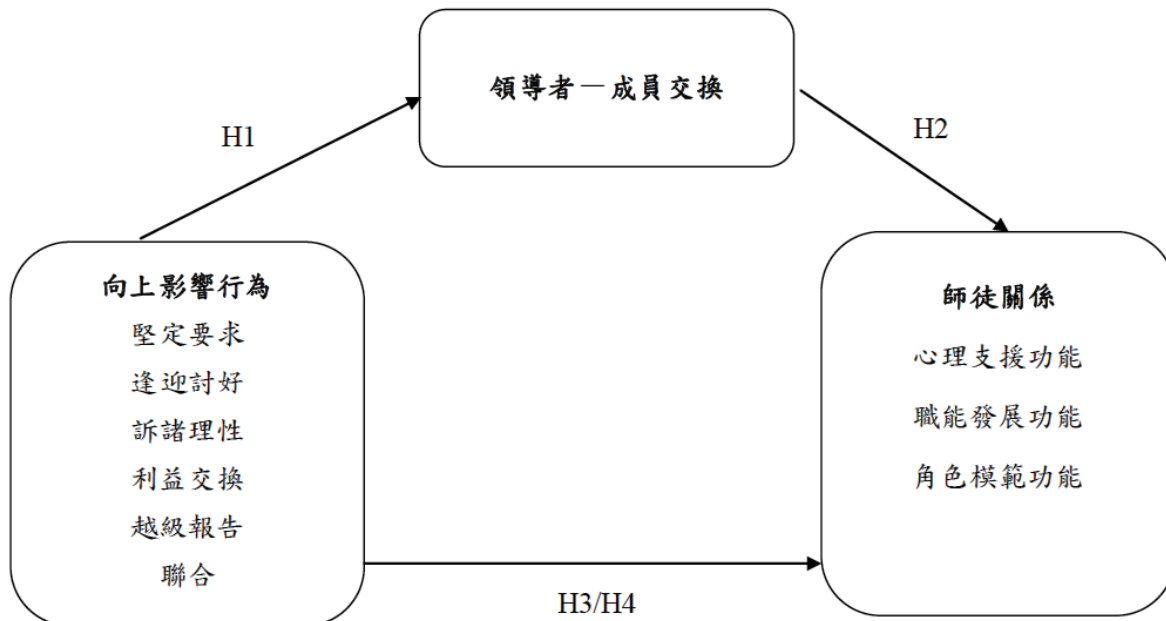 領導者－成員交換
H1
H2
向上影響行為
堅定要求
逢迎討好
訴諸理性
利益交換
越級報告
聯合
師徒關係
心理支援功能
職能發展功能
角色模範功能
H3/H4